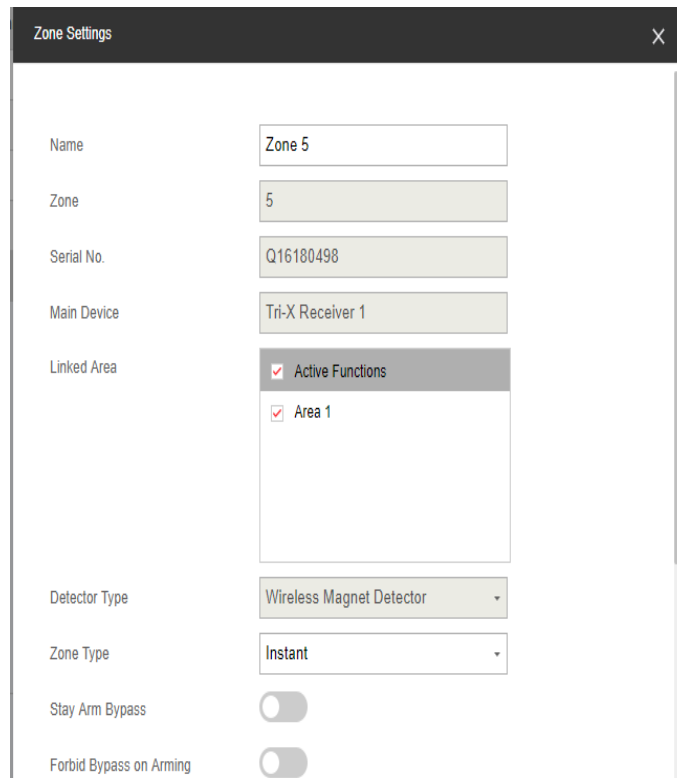 Zone Settings
X
Name
Zone 5
Zone
5
Serial No.
Q16180498
Main Device
Tri-X Receiver 1
Linked Area
Active Functions
Area 1
Detector Type
Wireless Magnet Detector
Zone Type
Instant
Stay Arm Bypass
Forbid Bypass on Arming